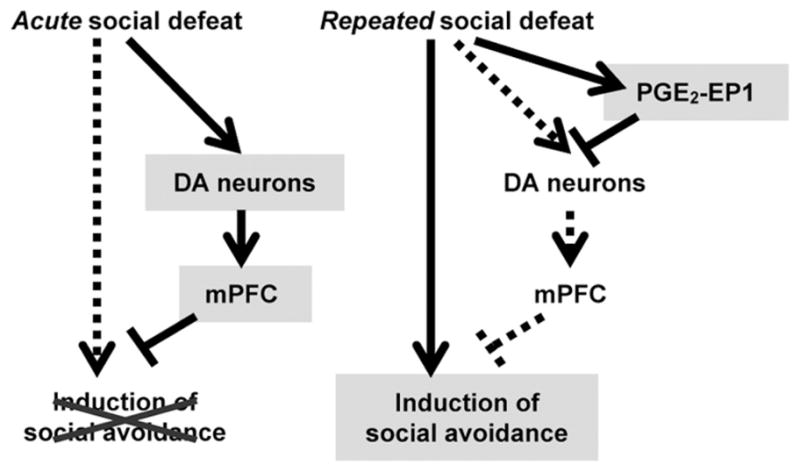 Acute social defeat
DA neurons
mPFC
Induction of
social avoidance
Repeated social defeat
PGE₂-EP1
DA neurons
mPFC
Induction of
social avoidance